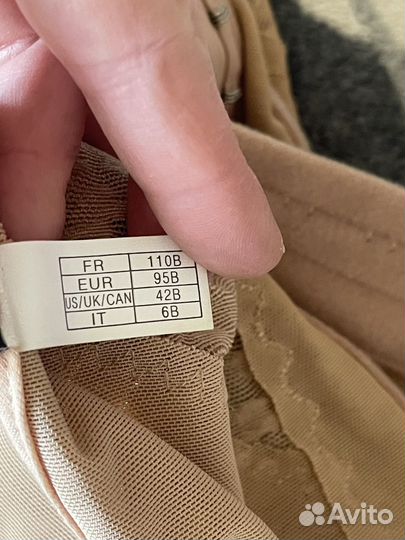 FR 110B
EUR 95B
US/UK/CAN 42B
IT 6B
Avito